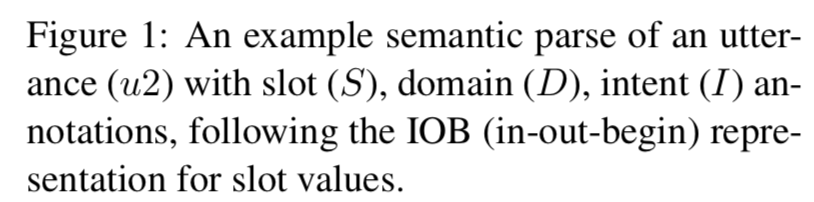 Figure 1: An example semantic parse of an utter-
ance (u2) with slot (S), domain (D), intent (I) an-
notations, following the IOB (in-out-begin) repre-
sentation for slot values.